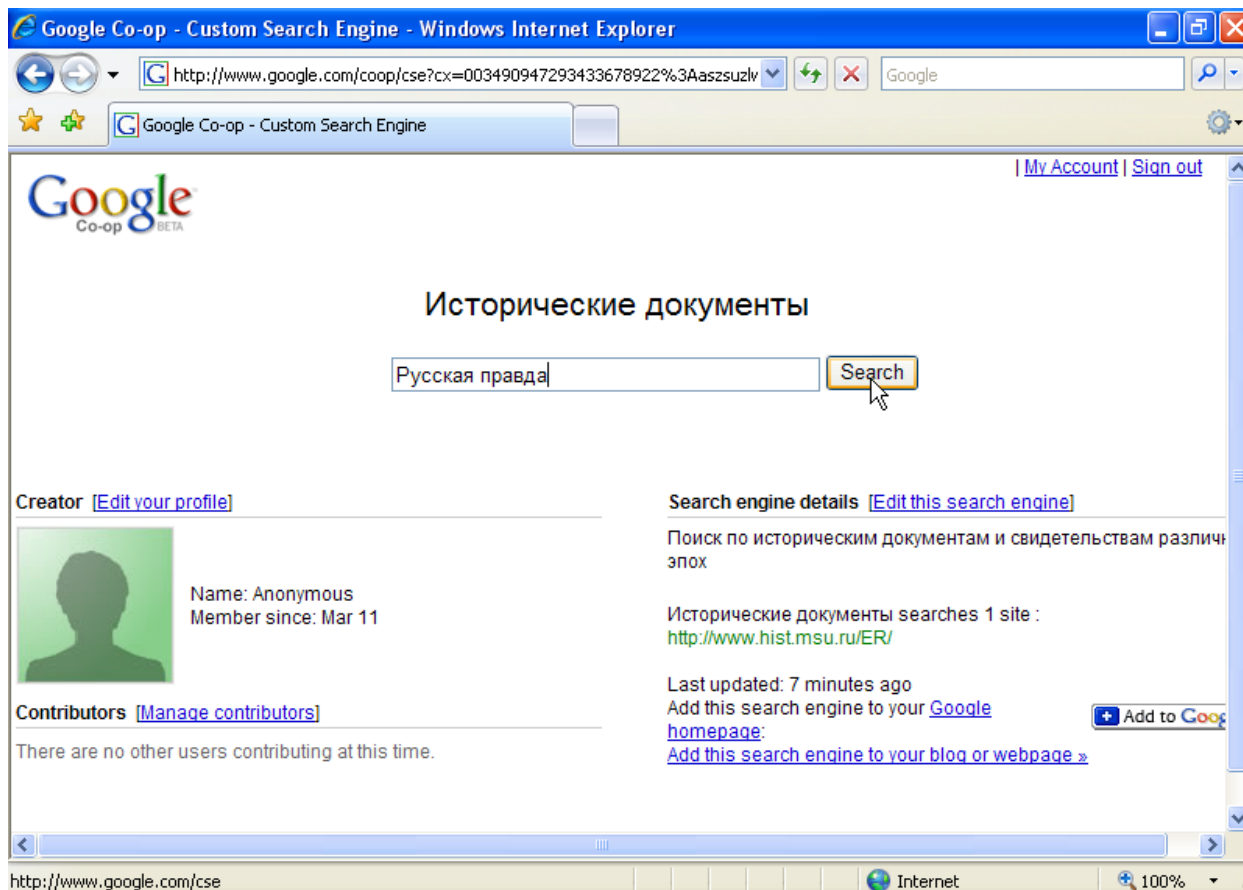 Google Co-op - Custom Search Engine - Windows Internet Explorer
http://www.google.com/coop/cse?cx=003490947293433678922%3Aaszsuzlv
Google
Google Co-op - Custom Search Engine
| My Account | Sign out
Google
Co-op BETA
Исторические документы
Русская правда Search
Creator [Edit your profile]
Name: Anonymous
Member since: Mar 11
Contributors [Manage contributors]
There are no other users contributing at this time.
Search engine details [Edit this search engine]
Поиск по историческим документам и свидетельствам различн
эпох
Исторические документы searches 1 site :
http://www.hist.msu.ru/ER/
Last updated: 7 minutes ago
Add this search engine to your Google
homepage:
Add to Goog
Add this search engine to your blog or webpage »
http://www.google.com/cse
Internet
100%